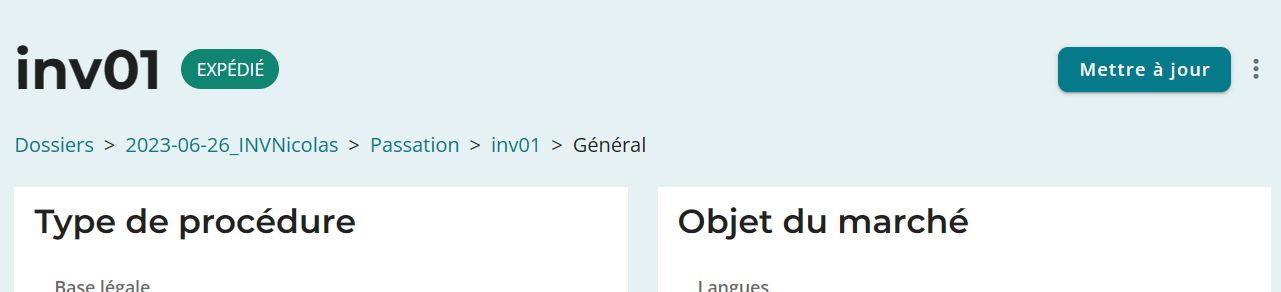 inv01 EXPÉDIÉ Mettre à jour
Dossiers > 2023-06-26_INVNicolas > Passation > inv01 > Général
Type de procédure
Objet du marché
Base légale
Langues